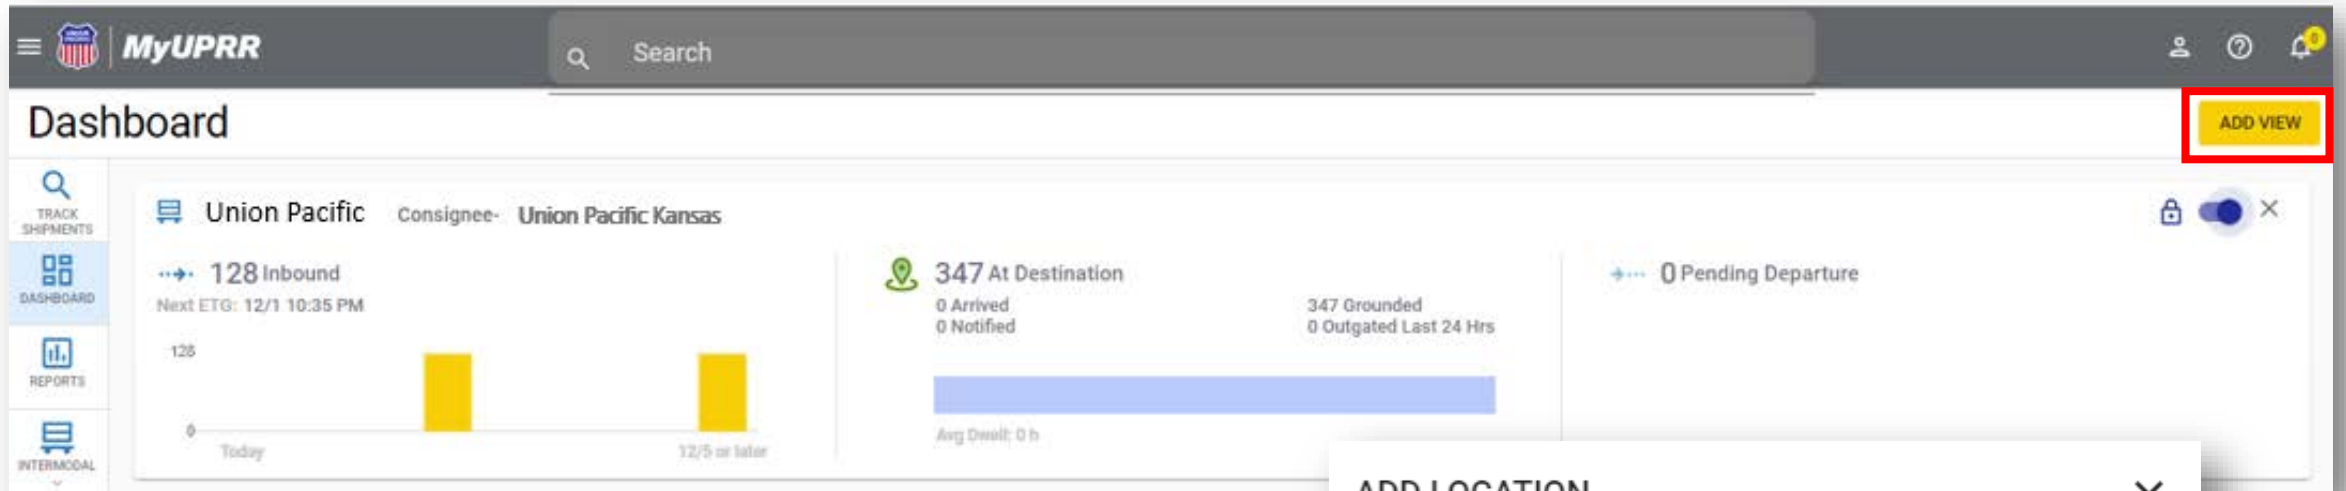 MyUPRR
Search
0
Dashboard
ADD VIEW
TRACK
SHIPMENTS
DASHBOARD
REPORTS
INTERMODAL
Union Pacific Consignee- Union Pacific Kansas
128 Inbound
Next ETG: 12/1 10:35 PM
128
0
Today
12/5 or later
347 At Destination
0 Arrived
347 Grounded
0 Notified
0 Outgated Last 24 Hrs
Avg Dwell: 0 h
0 Pending Departure
ADD LOCATION